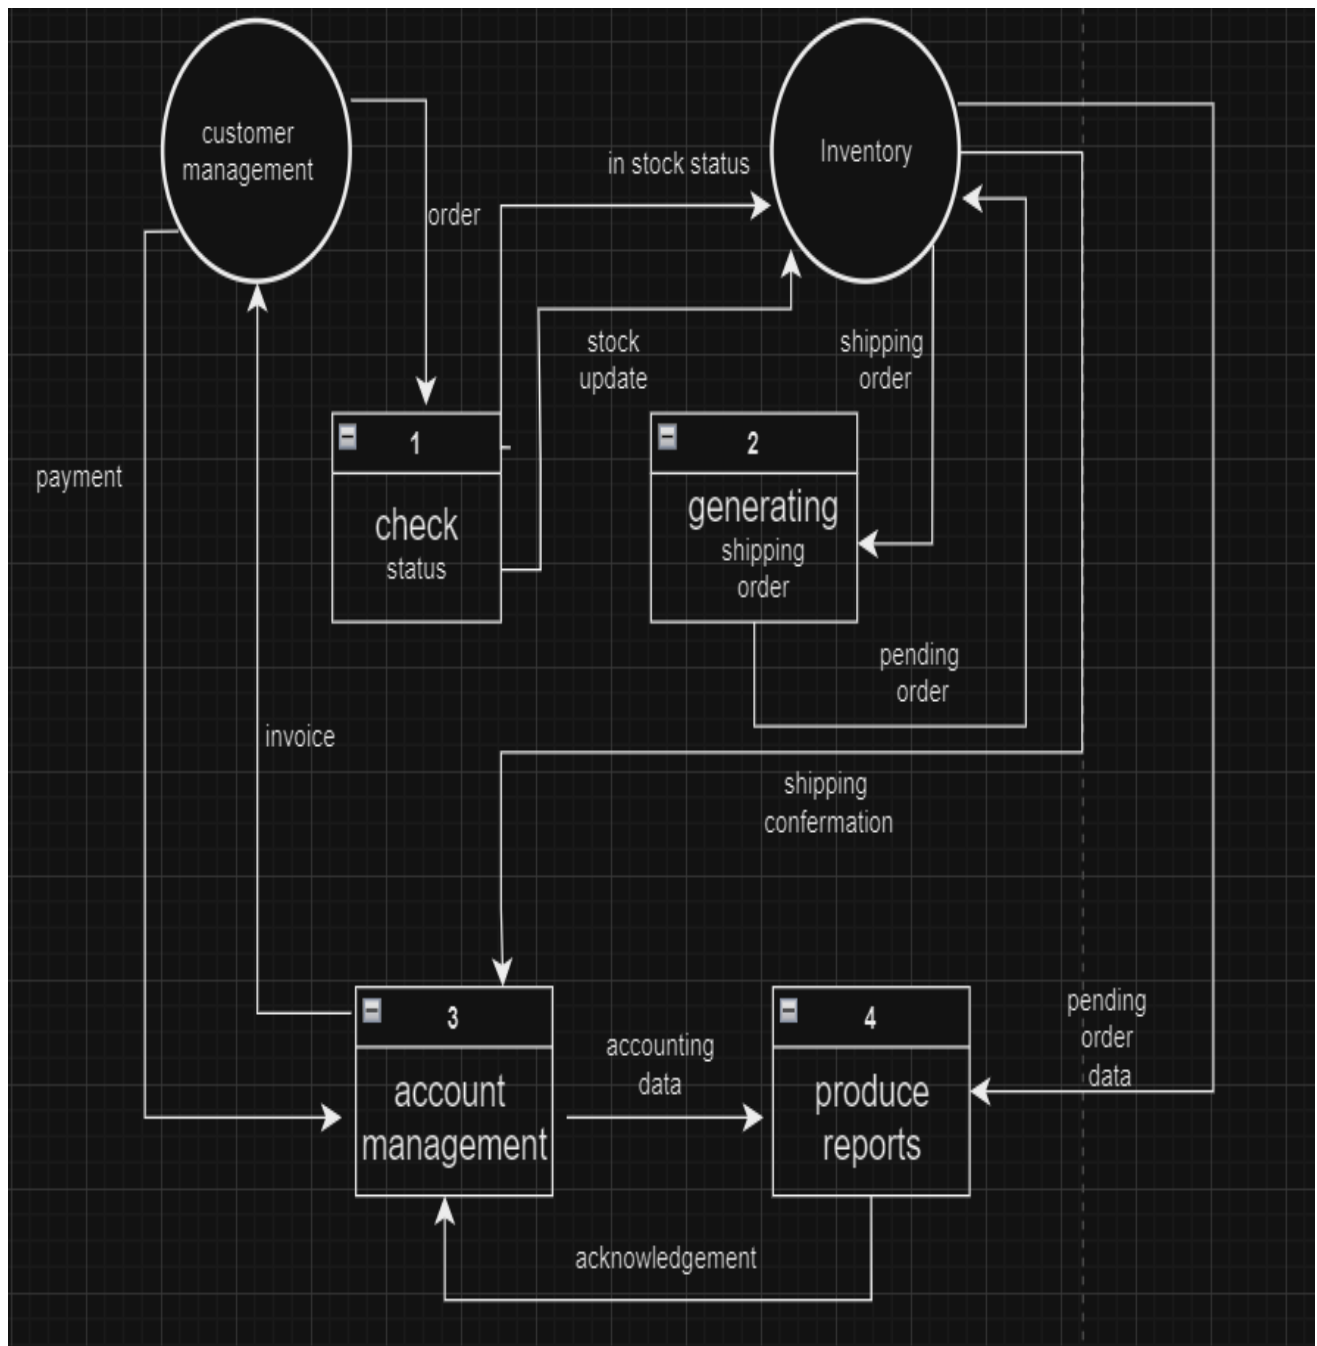 customer
management
Inventory
in stock status
order
stock
update
shipping
order
1
check
status
2
generating
shipping
order
payment
pending
order
invoice
shipping
confermation
3
account
management
accounting
data
4
produce
reports
pending
order
data
acknowledgement